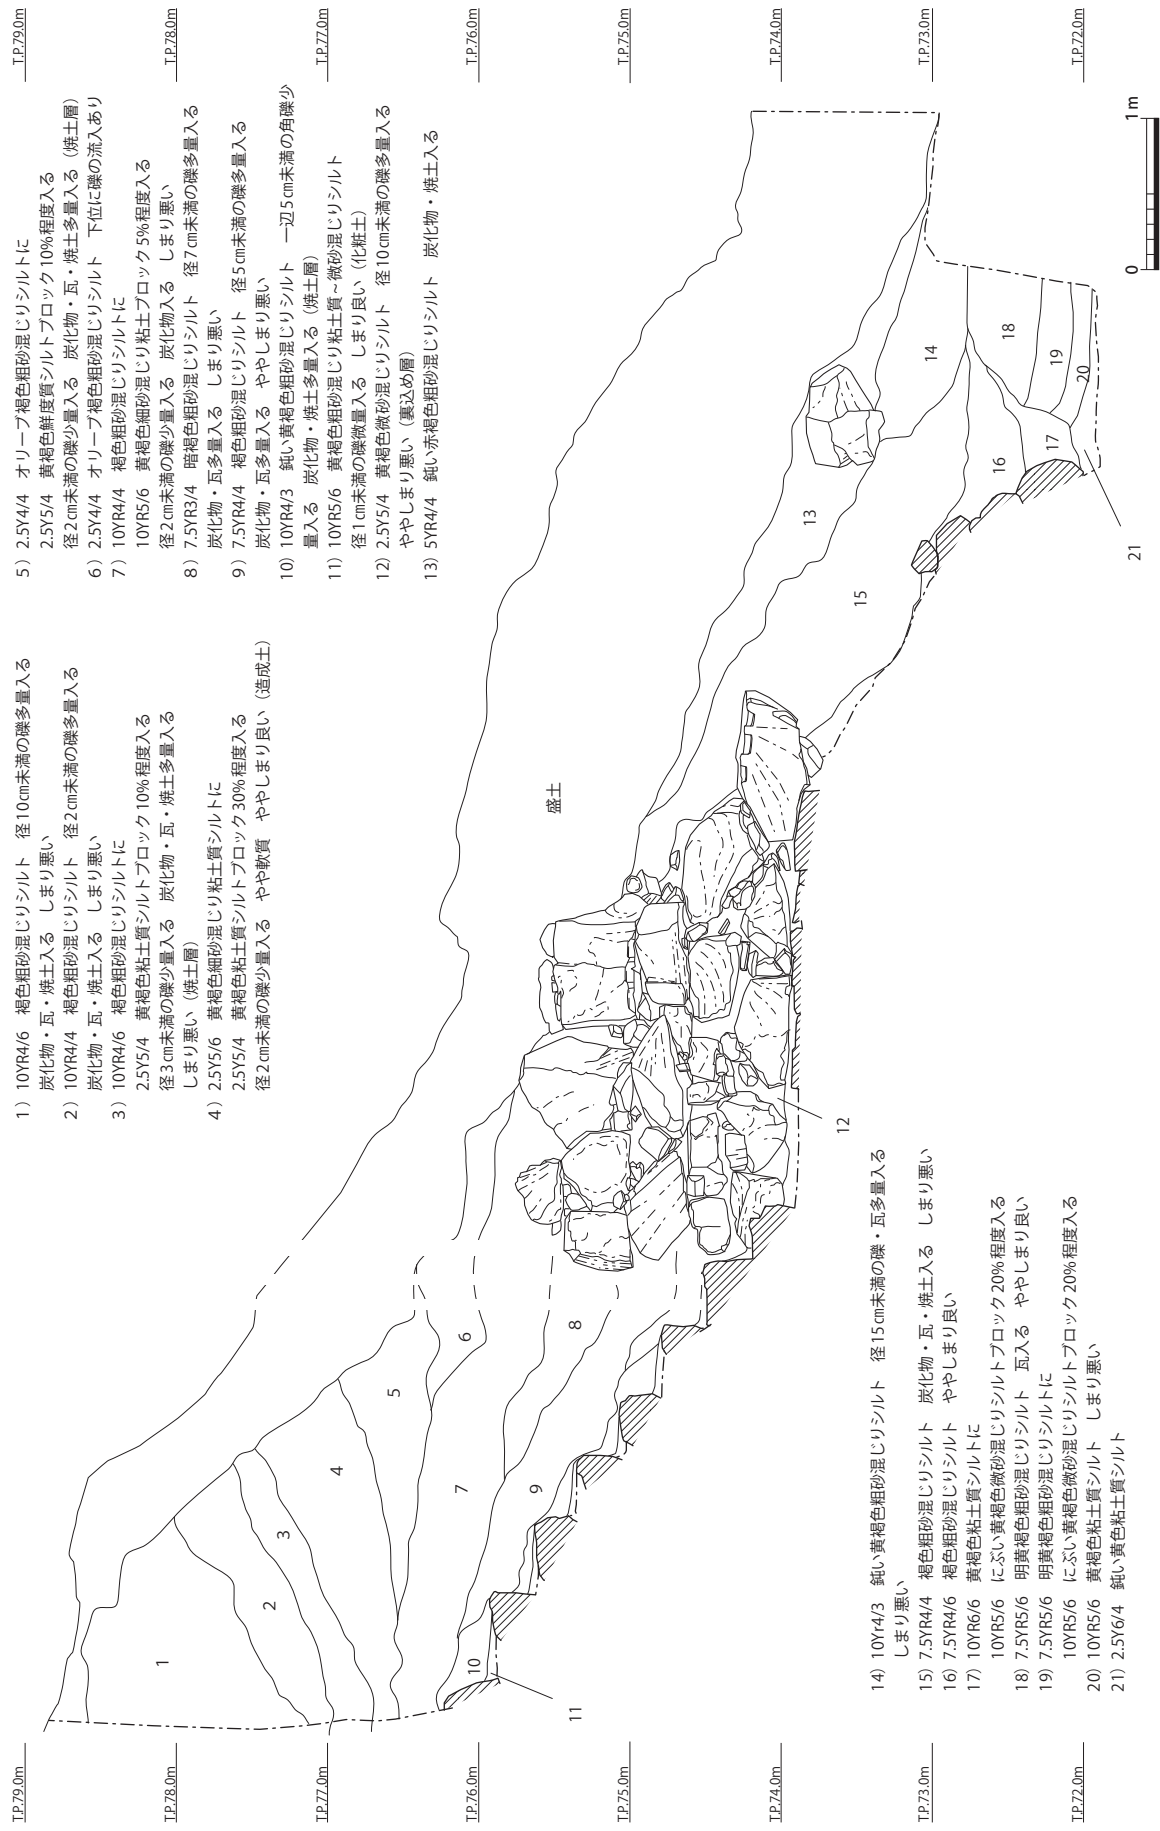 T.P.79.0m
T.P.78.0m
T.P.77.0m
T.P.76.0m
T.P.75.0m
T.P.74.0m
T.P.73.0m
T.P.72.0m
1）10YR4/6　褐色粗砂混じりシルト　径10㎝未満の礫多量入る
炭化物・瓦・焼土入る　しまり悪い
2）10YR4/4　褐色粗砂混じりシルト　径2㎝未満の礫多量入る
炭化物・瓦・焼土入る　しまり悪い
3）10YR4/6　褐色粗砂混じりシルトに
2.5Y5/4　黄褐色粘土質シルトブロック10%程度入る
径3㎝未満の礫少量入る　炭化物・瓦・焼土多量入る
しまり悪い（焼土層）
4）2.5Y5/6　黄褐色細砂混じり粘土質シルトに
2.5Y5/4　黄褐色粘土質シルトブロック30%程度入る
径2㎝未満の礫少量入る　やや軟質　ややしまり良い（造成土）
5）2.5Y4/4　オリーブ褐色粗砂混じりシルトに
2.5Y5/4　黄褐色鮮度質シルトブロック10%程度入る
径2㎝未満の礫少量入る　炭化物・瓦・焼土多量入る（焼土層）
6）2.5Y4/4　オリーブ褐色粗砂混じりシルト　下位に礫の流入あり
7）10YR4/4　褐色粗砂混じりシルトに
10YR5/6　黄褐色細砂混じり粘土ブロック5%程度入る
径2㎝未満の礫少量入る　炭化物入る　しまり悪い
8）7.5YR3/4　暗褐色粗砂混じりシルト　径7㎝未満の礫多量入る
炭化物・瓦多量入る　しまり悪い
9）7.5YR4/4　褐色粗砂混じりシルト　径5㎝未満の礫多量入る
炭化物・瓦多量入る　ややしまり悪い
10）10YR4/3　鈍い黄褐色粗砂混じりシルト　一辺5㎝未満の角礫少
量入る　炭化物・焼土多量入る（焼土層）
11）10YR5/6　黄褐色粗砂混じり粘土質～微砂混じりシルト
径1㎝未満の礫微量入る　しまり良い（化粧土）
12）2.5Y5/4　黄褐色微砂混じりシルト　径10㎝未満の礫多量入る
ややしまり悪い（裏込め層）
13）5YR4/4　鈍い赤褐色粗砂混じりシルト　炭化物・焼土入る
T.P.79.0m
T.P.78.0m
T.P.77.0m
T.P.76.0m
T.P.75.0m
T.P.74.0m
T.P.73.0m
T.P.72.0m
盛土
1
2
3
4
5
6
7
8
9
10
11
12
13
14
15
16
17
18
19
20
21
0
1m
14）10Yr4/3　鈍い黄褐色粗砂混じりシルト　径15㎝未満の礫・瓦多量入る
しまり悪い
15）7.5YR4/4　褐色粗砂混じりシルト　炭化物・瓦・焼土入る　しまり悪い
16）7.5YR4/6　褐色粗砂混じりシルト　ややしまり良い
17）10YR6/6　黄褐色粘土質シルトに
10YR5/6　にぶい黄褐色微砂混じりシルトブロック20%程度入る
18）7.5YR5/6　明黄褐色粗砂混じりシルト　瓦入る　ややしまり良い
19）7.5YR5/6　明黄褐色粗砂混じりシルトに
10YR5/6　にぶい黄褐色微砂混じりシルトブロック20%程度入る
20）10YR5/6　黄褐色粘土質シルト　しまり悪い
21）2.5Y6/4　鈍い黄色粘土質シルト